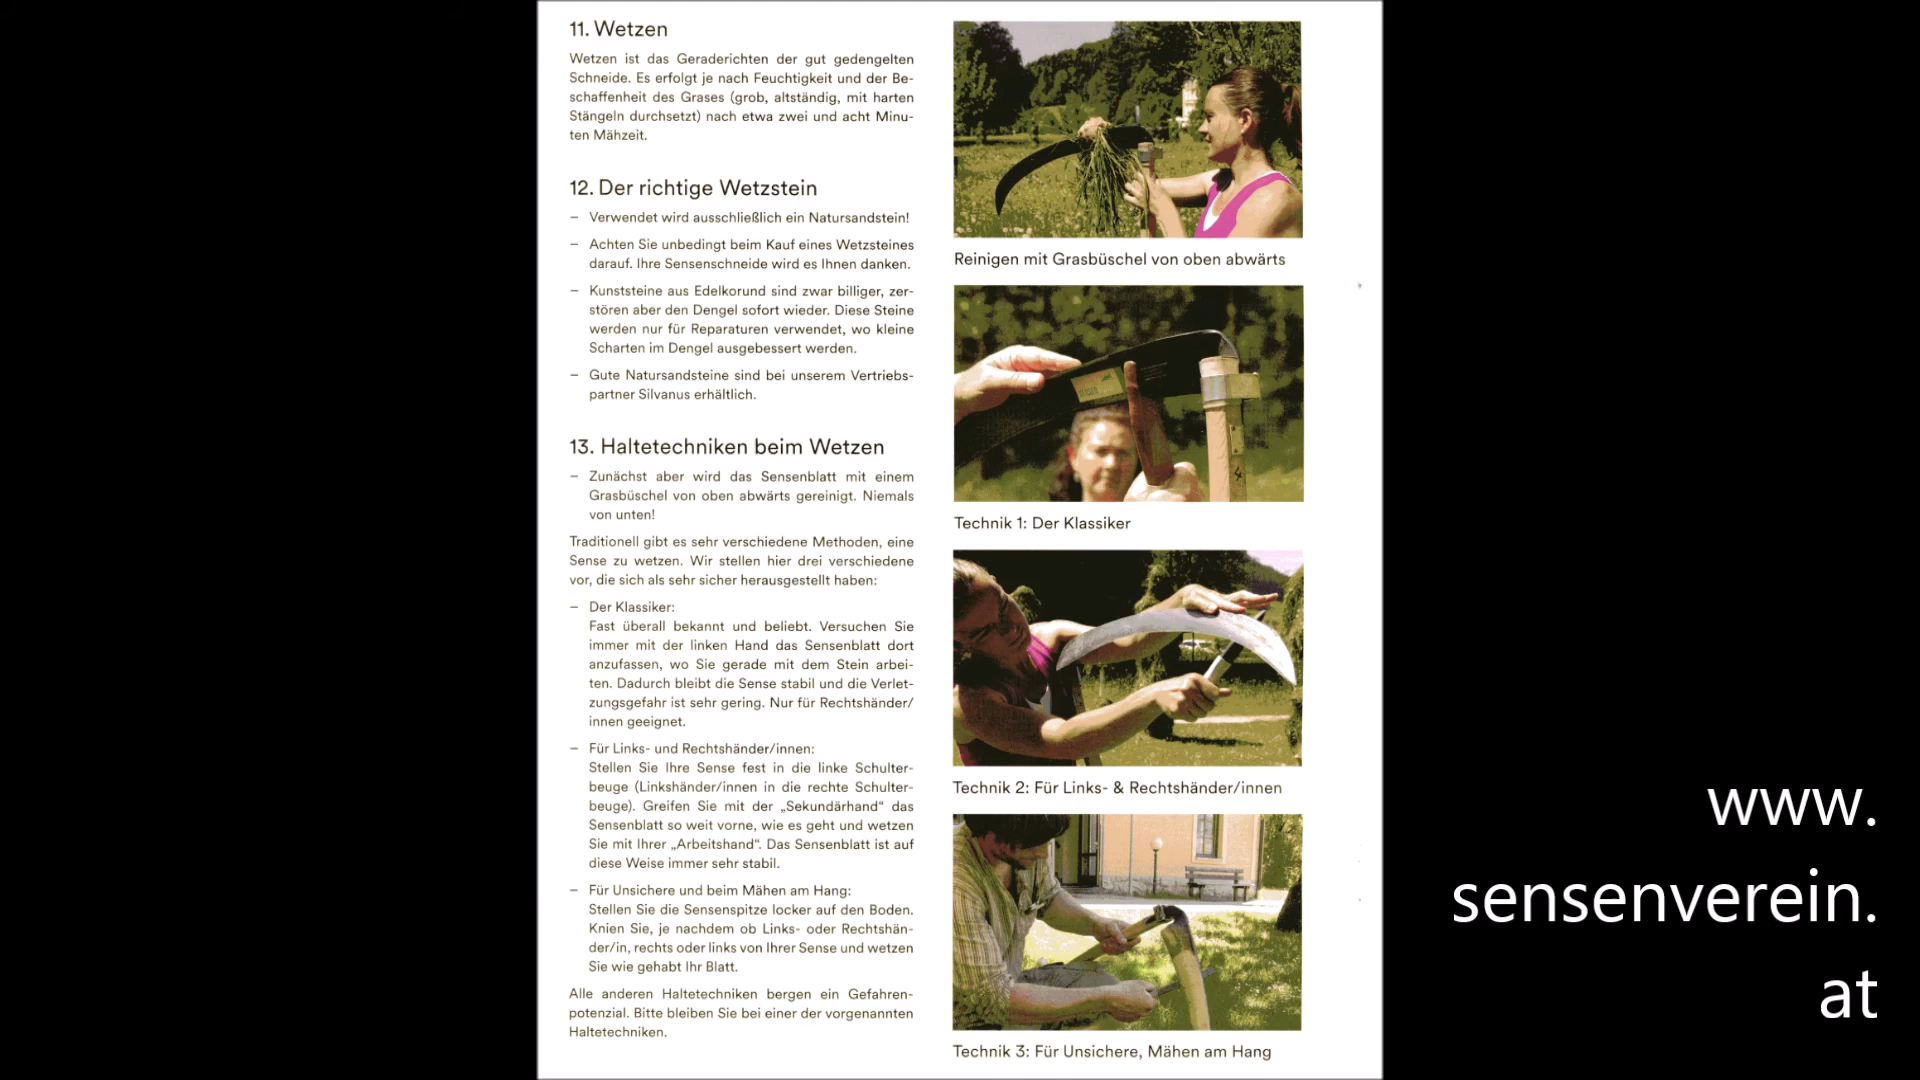 11. Wetzen
Wetzen ist das Geraderichten der gut gedengelten
Schneide. Es erfolgt je nach Feuchtigkeit und der Be-
schaffenheit des Grases (grob, altständig, mit harten
Stängeln durchsetzt) nach etwa zwei und acht Minu-
ten Mähzeit.
12. Der richtige Wetzstein
– Verwendet wird ausschließlich ein Natursandstein!
– Achten Sie unbedingt beim Kauf eines Wetzsteines
darauf. Ihre Sensenschneide wird es Ihnen danken.
– Kunststeine aus Edelkorund sind zwar billiger, zer-
stören aber den Dengel sofort wieder. Diese Steine
werden nur für Reparaturen verwendet, wo kleine
Scharten im Dengel ausgebessert werden.
– Gute Natursandsteine sind bei unserem Vertriebs-
partner Silvanus erhältlich.
13. Haltetechniken beim Wetzen
– Zunächst aber wird das Sensenblatt mit einem
Grasbüschel von oben abwärts gereinigt. Niemals
von unten!
Traditionell gibt es sehr verschiedene Methoden, eine
Sense zu wetzen. Wir stellen hier drei verschiedene
vor, die sich als sehr sicher herausgestellt haben:
– Der Klassiker:
Fast überall bekannt und beliebt. Versuchen Sie
immer mit der linken Hand das Sensenblatt dort
anzufassen, wo Sie gerade mit dem Stein arbei-
ten. Dadurch bleibt die Sense stabil und die Verlet-
zungsgefahr ist sehr gering. Nur für Rechtshänder/
innen geeignet.
– Für Links- und Rechtshänder/innen:
Stellen Sie Ihre Sense fest in die linke Schulter-
beuge (Linkshänder/innen in die rechte Schulter-
beuge). Greifen Sie mit der „Sekundärhand“ das
Sensenblatt so weit vorne, wie es geht und wetzen
Sie mit Ihrer „Arbeitshand“. Das Sensenblatt ist auf
diese Weise immer sehr stabil.
– Für Unsichere und beim Mähen am Hang:
Stellen Sie die Sensenspitze locker auf den Boden.
Knien Sie, je nachdem ob Links- oder Rechtshän-
der/in, rechts oder links von Ihrer Sense und wetzen
Sie wie gehabt Ihr Blatt.
Alle anderen Haltetechniken bergen ein Gefahren-
potenzial. Bitte bleiben Sie bei einer der vorgenannten
Haltetechniken.
Reinigen mit Grasbüschel von oben abwärts
Technik 1: Der Klassiker
Technik 2: Für Links- & Rechtshänder/innen
Technik 3: Für Unsichere, Mähen am Hang
www.
sensenverein.
at